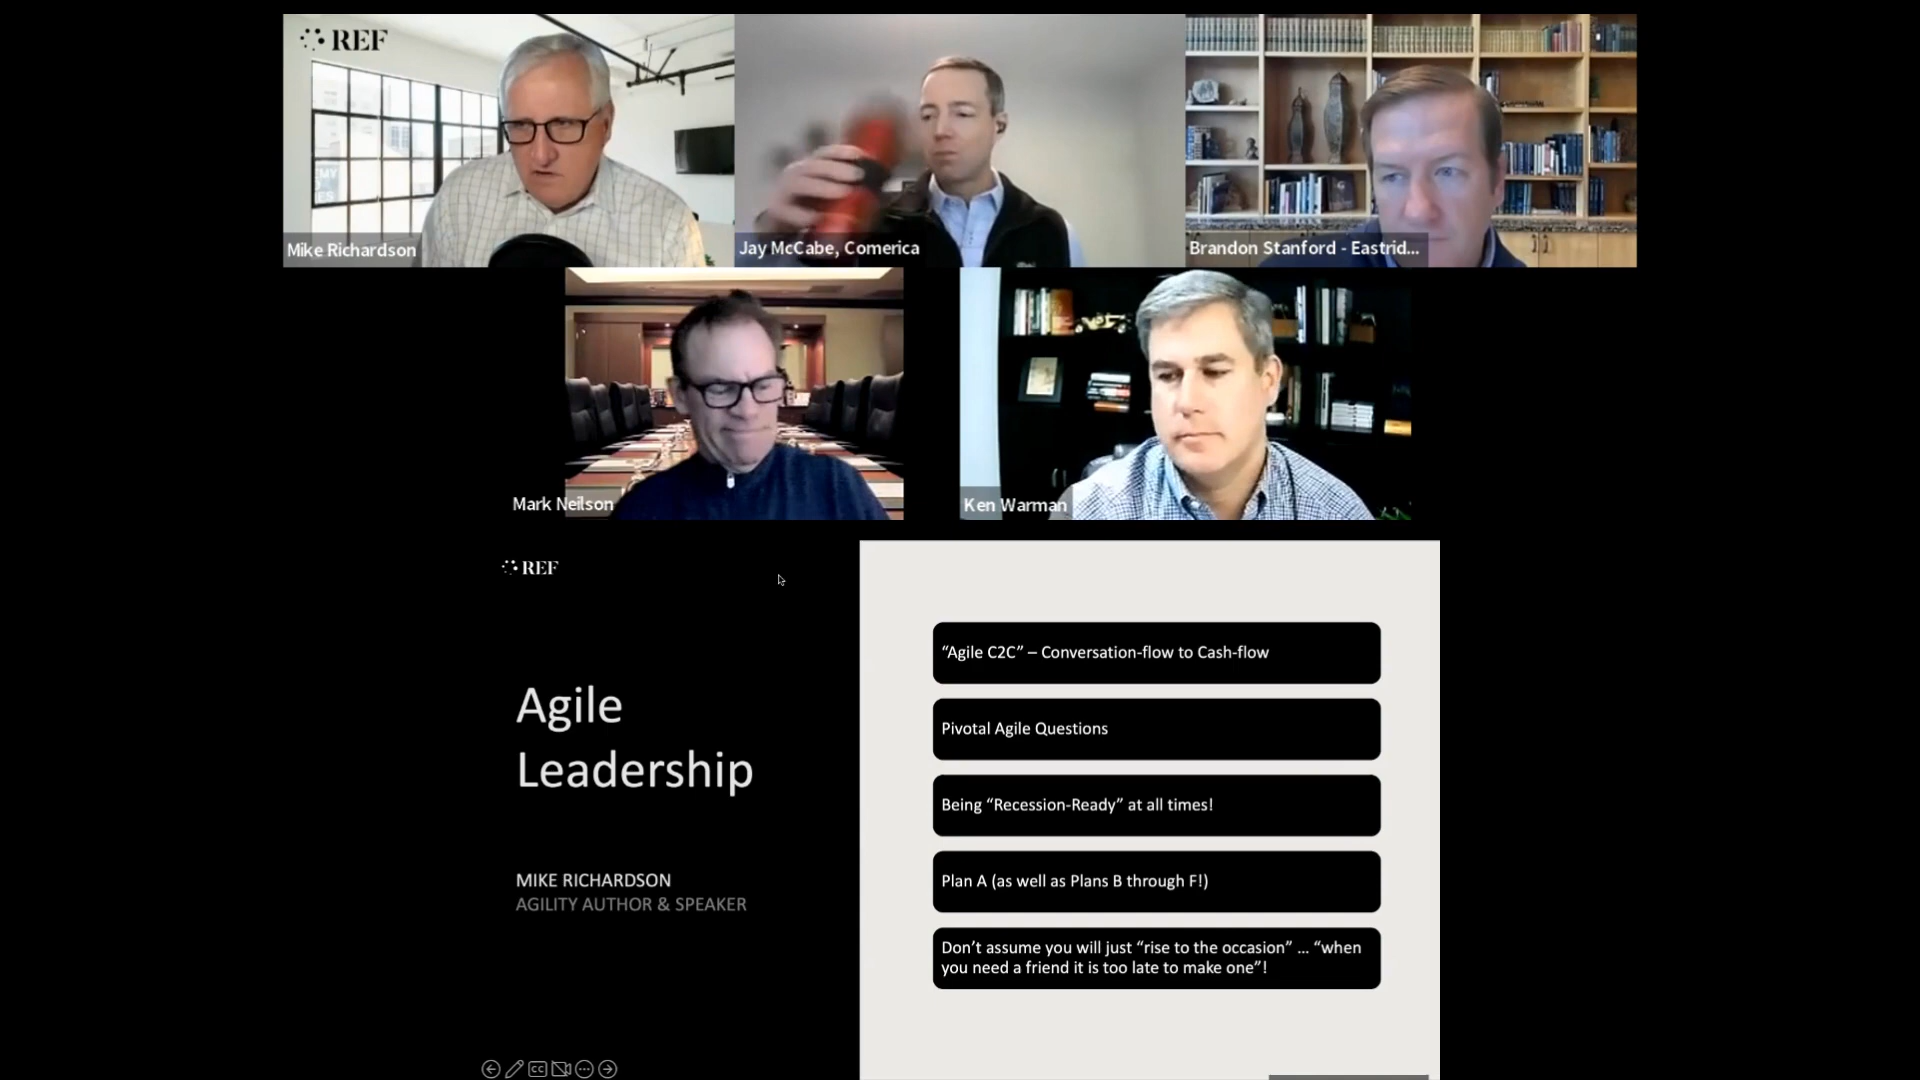 REF
Mike Richardson
Jay McCabe, Comerica
Brandon Stanford - Eastrid...
Mark Neilson
Ken Warman
REF
Agile
Leadership
MIKE RICHARDSON
AGILITY AUTHOR & SPEAKER
“Agile C2C” – Conversation-flow to Cash-flow
Pivotal Agile Questions
Being “Recession-Ready” at all times!
Plan A (as well as Plans B through F!)
Don’t assume you will just “rise to the occasion” ... “when
you need a friend it is too late to make one”!
CC